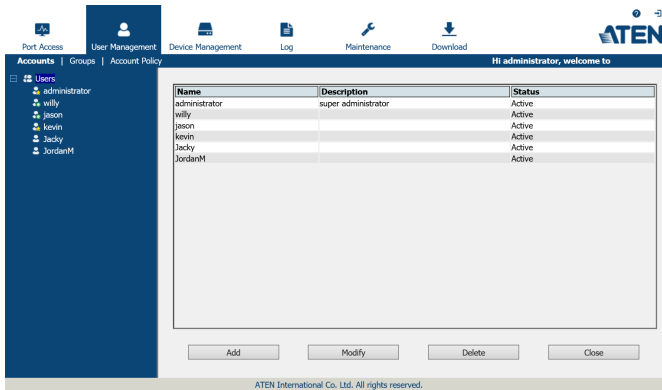 ATEN
Port Access
User Management
Device Management
Log
Maintenance
Download
Accounts | Groups | Account Policy
Hi administrator, welcome to
Users
administrator
willy
jason
kevin
Jacky
JordanM
Name Description Status
administrator super administrator Active
willy Active
jason Active
kevin Active
Jacky Active
JordanM Active
Add
Modify
Delete
Close
ATEN International Co. Ltd. All rights reserved.